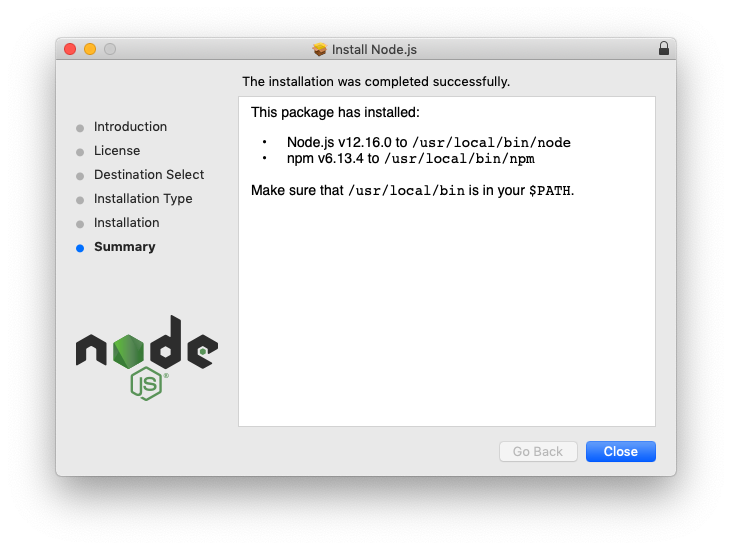 Install Node.js
The installation was completed successfully.
Introduction
License
Destination Select
Installation Type
Installation
Summary
This package has installed:
• Node.js v12.16.0 to /usr/local/bin/node
• npm v6.13.4 to /usr/local/bin/npm
Make sure that /usr/local/bin is in your $PATH.
node
JS®
Go Back
Close